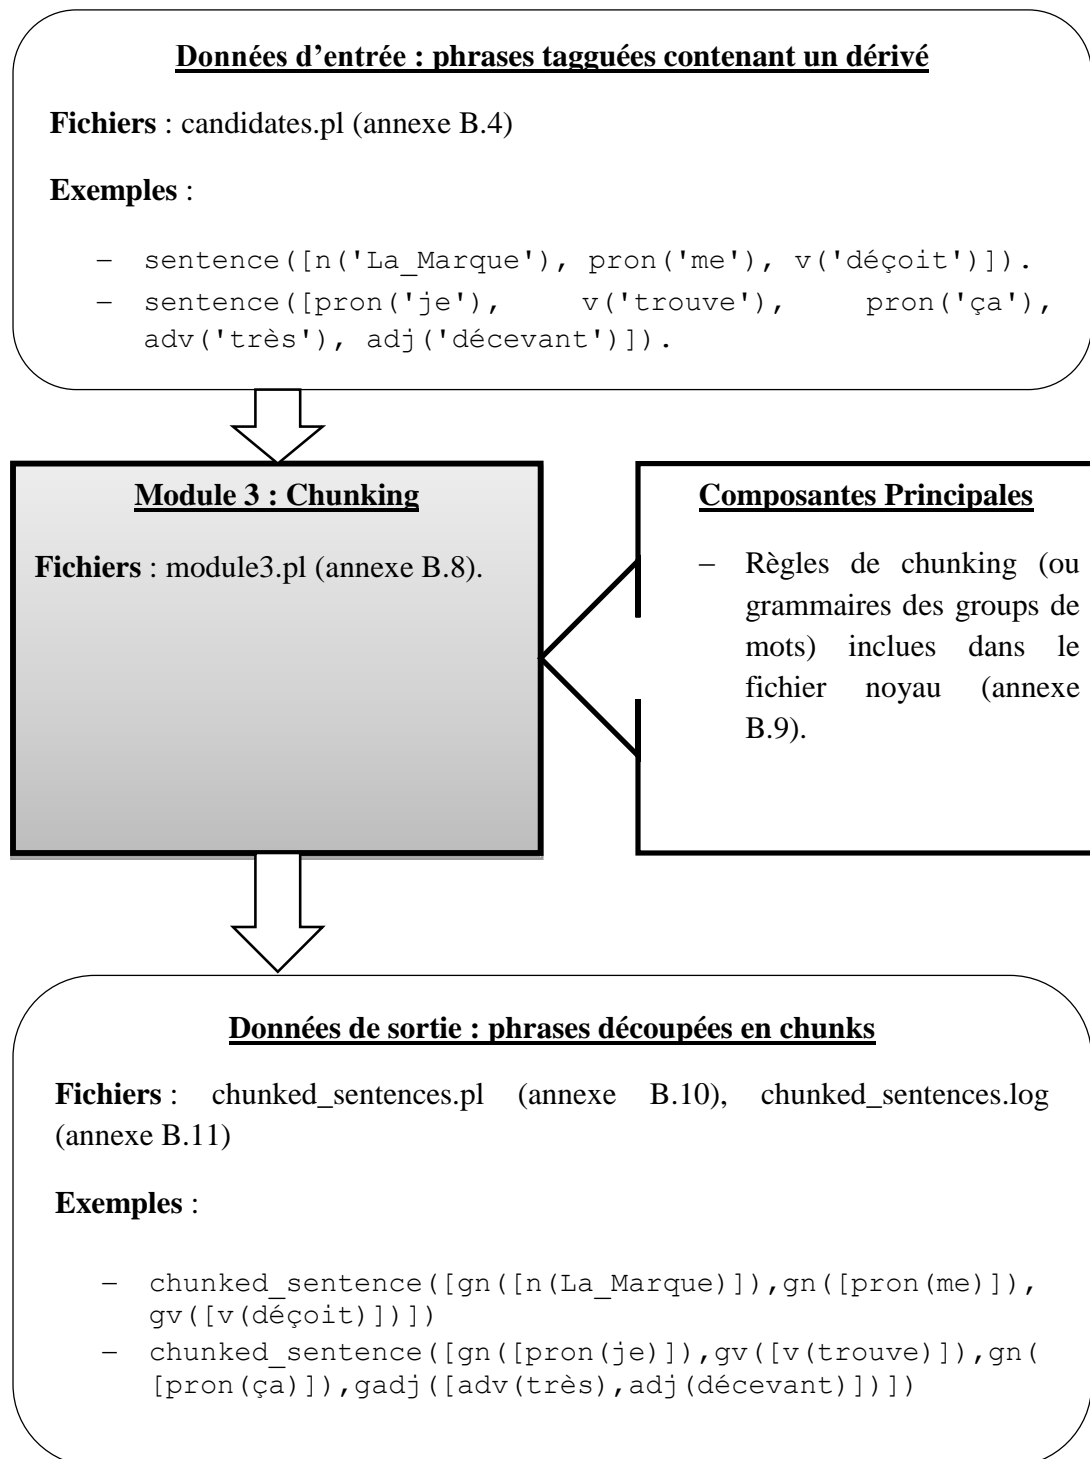 Données d'entrée : phrases tagguées contenant un dérivé
Fichiers : candidates.pl (annexe B.4)
Exemples :
− sentence([n('La_Marque'), pron('me'), v('déçoit')]).
− sentence([pron('je'), v('trouve'), pron('ça'),
adv('très'), adj('décevant')]).
Module 3 : Chunking
Fichiers : module3.pl (annexe B.8).
Composantes Principales
− Règles de chunking (ou
grammaires des groups de
mots) inclues dans le
fichier noyau (annexe
B.9).
Données de sortie : phrases découpées en chunks
Fichiers : chunked_sentences.pl (annexe B.10), chunked_sentences.log
(annexe B.11)
Exemples :
− chunked_sentence([gn([n(La_Marque)]),gn([pron(me)]),
gv([v(déçoit)])])
− chunked_sentence([gn([pron(je)]),gv([v(trouve)]),gn(
[pron(ça)]),gadj([adv(très),adj(décevant)])])